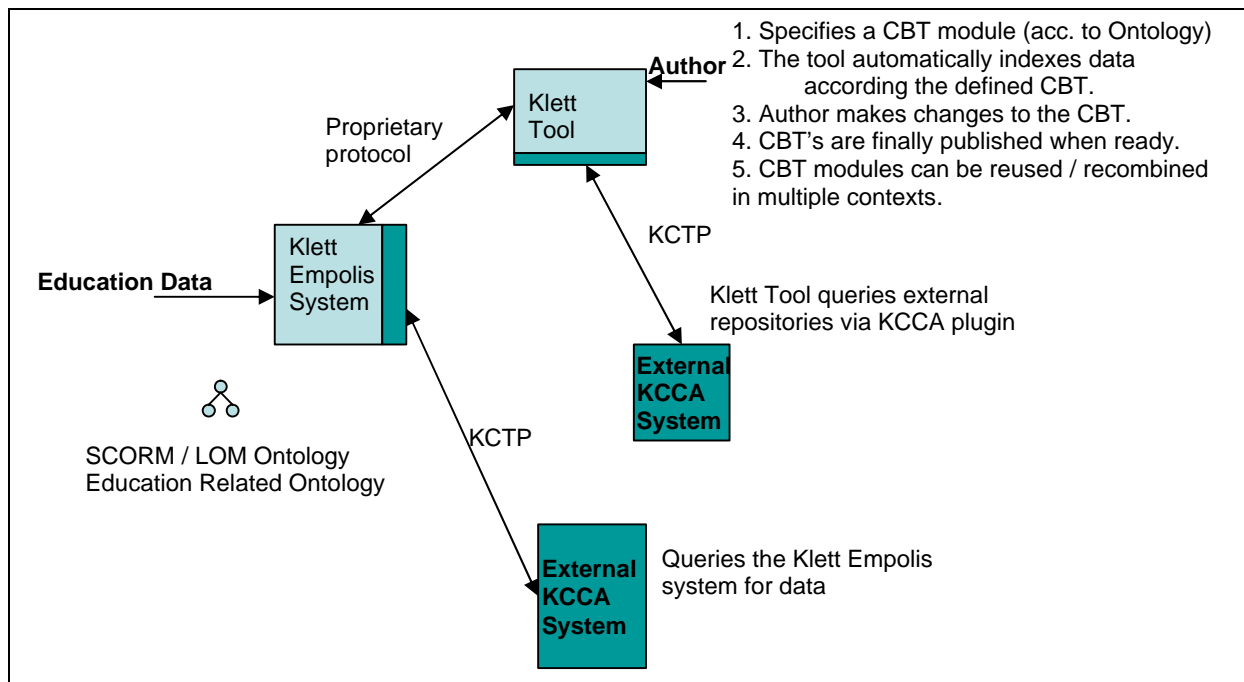 1. Specifies a CBT module (acc. to Ontology)
2. The tool automatically indexes data
according the defined CBT.
3. Author makes changes to the CBT.
4. CBT’s are finally published when ready.
5. CBT modules can be reused / recombined
in multiple contexts.
Author
Klett
Tool
Proprietary
protocol
KCTP
Klett
Empolis
System
Education Data
Klett Tool queries external
repositories via KCCA plugin
External
KCCA
System
SCORM / LOM Ontology
Education Related Ontology
KCTP
External
KCCA
System
Queries the Klett Empolis
system for data